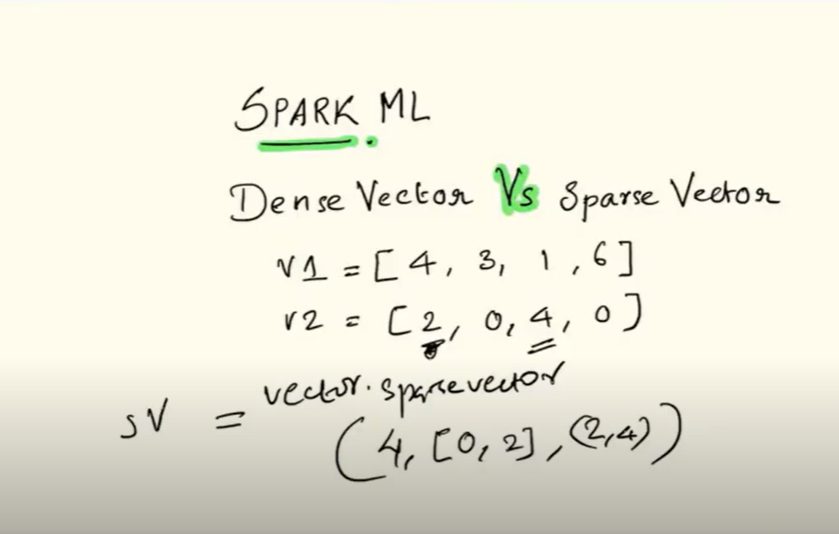 SPARK ML
Dense Vector Vs Sparse Vector
v1 = [4, 3, 1, 6]
v2 = [2, 0, 4, 0]
sV = vector.sparsevector
(4, [0, 2], (2,4))